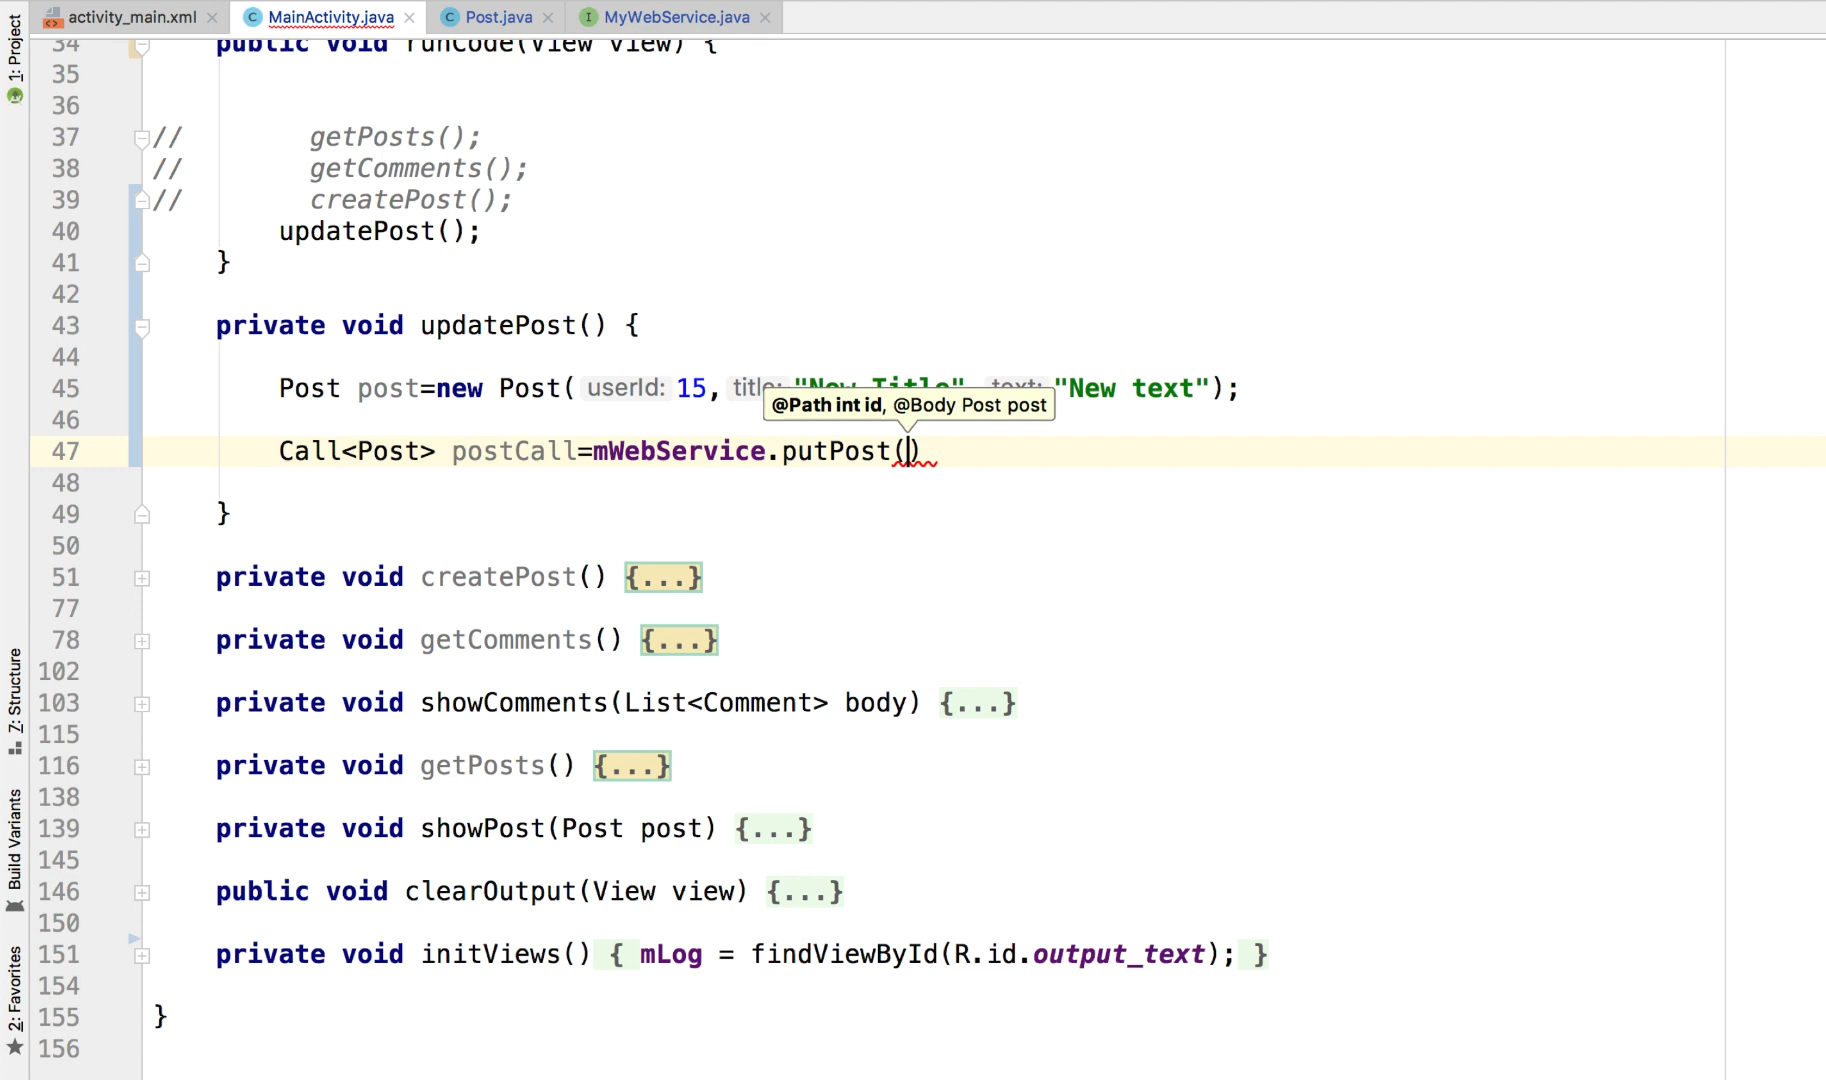 activity_main.xml MainActivity.java Post.java MyWebService.java
1: Project
Z: Structure
Build Variants
2: Favorites
34 public void runCode(View view) {
35
36
37 // getPosts();
38 // getComments();
39 // createPost();
40 updatePost();
41 }
42
43 private void updatePost() {
44
45 Post post=new Post( userId: 15, title: "New Title", text: "New text");
@Path int id, @Body Post post
46
47 Call<Post> postCall=mWebService.putPost()
48
49 }
50
51 private void createPost() {...}
77
78 private void getComments() {...}
102
103 private void showComments(List<Comment> body) {...}
115
116 private void getPosts() {...}
138
139 private void showPost(Post post) {...}
145
146 public void clearOutput(View view) {...}
150
151 private void initViews() { mLog = findViewById(R.id.output_text); }
154
155 }
156